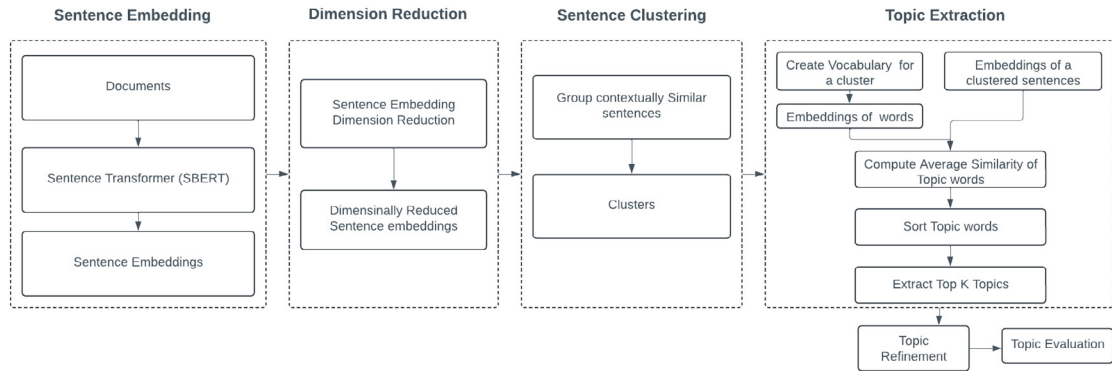 Sentence Embedding
Documents
Sentence Transformer (SBERT)
Sentence Embeddings
Dimension Reduction
Sentence Embedding
Dimension Reduction
Dimensinally Reduced
Sentence embeddings
Sentence Clustering
Group contextually Similar
sentences
Clusters
Topic Extraction
Create Vocabulary for
a cluster
Embeddings of words
Embeddings of a
clustered sentences
Compute Average Similarity of
Topic words
Sort Topic words
Extract Top K Topics
Topic
Refinement
Topic Evaluation